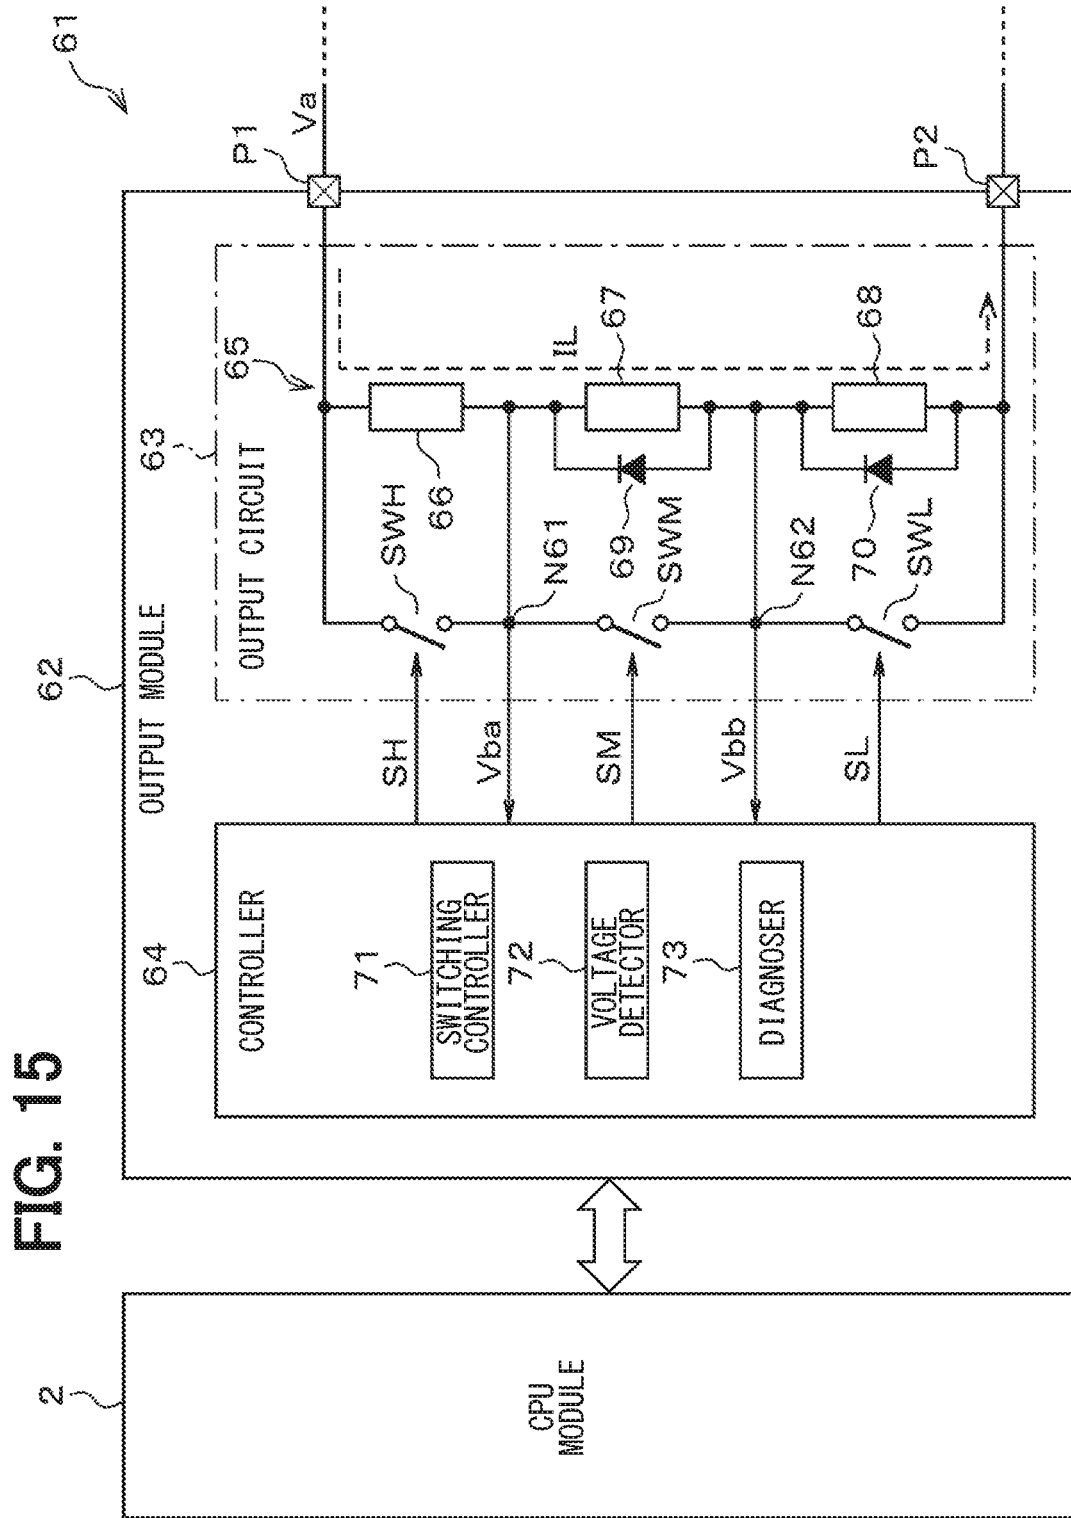 FIG. 15
61
2
CPU
MODULE
62
OUTPUT MODULE
64
CONTROLLER
71
SWITCHING
CONTROLLER
72
VOLTAGE
DETECTOR
73
DIAGNOSER
SH
Vba
SM
Vbb
SL
63
OUTPUT CIRCUIT
65
SWH
66
N61
69
SWM
N62
70
SWL
IL
67
68
P1
Va
P2